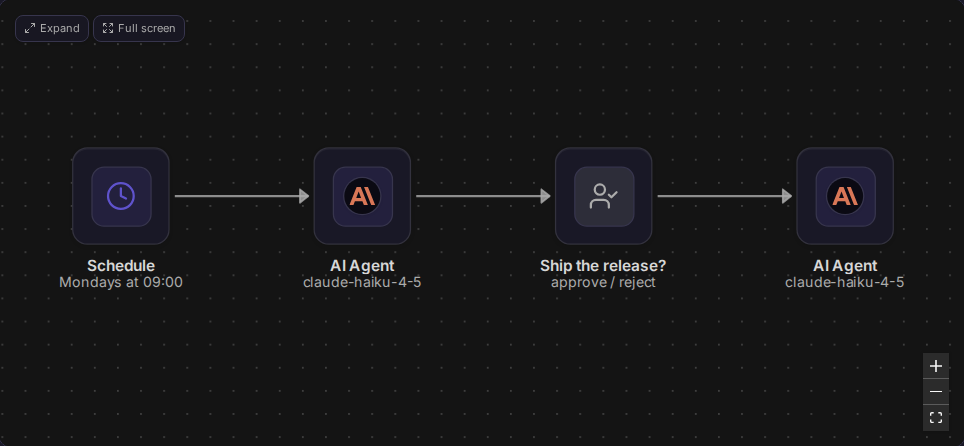 Expand
Full screen
Schedule
Mondays at 09:00
AI Agent
claude-haiku-4-5
Ship the release?
approve / reject
AI Agent
claude-haiku-4-5